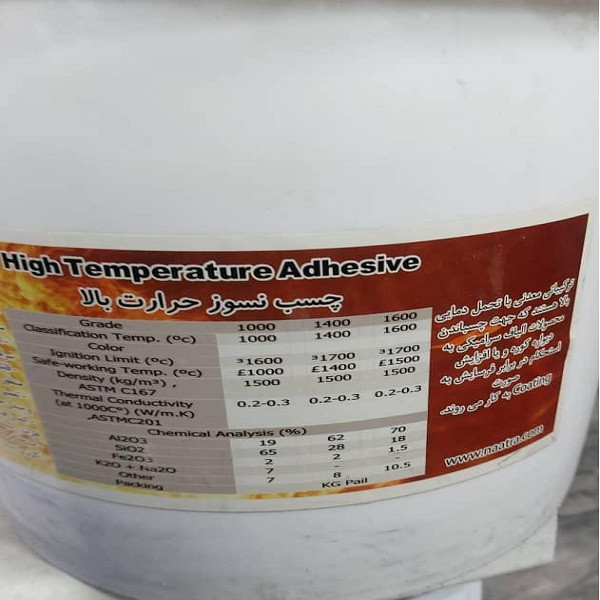 High Temperature Adhesive
چسب نسوز حرارت بالا
Grade 1000 1400 1600
Classification Temp. (ºc) 1000 1400 1600
Color
Ignition Limit (ºc) ³1600 ³1700 ³1700
Safe-working Temp. (ºc) £1000 £1400 £1500
Density (kg/m³) , 1500 1500 1500
ASTM C167
Thermal Conductivity 0.2-0.3 0.2-0.3 0.2-0.3
(at 1000Cº) (W/m.K)
.ASTMC201
Chemical Analysis (%)
Al2O3 19 62 70
SiO2 65 28 18
Fe2O3 2 2 1.5
K2O + Na2O 7 - -
Other 7 8 10.5
Packing KG Pail
ترکیباتی معدنی با تحمل دمایی
بالا هستند که جهت چسباندن
محصولات الیاف سرامیکی به
دیواره کوره و یا افزایش
استحکام در برابر فرسایش به
صورت
Coating به کار می روند.
www.naatra.com